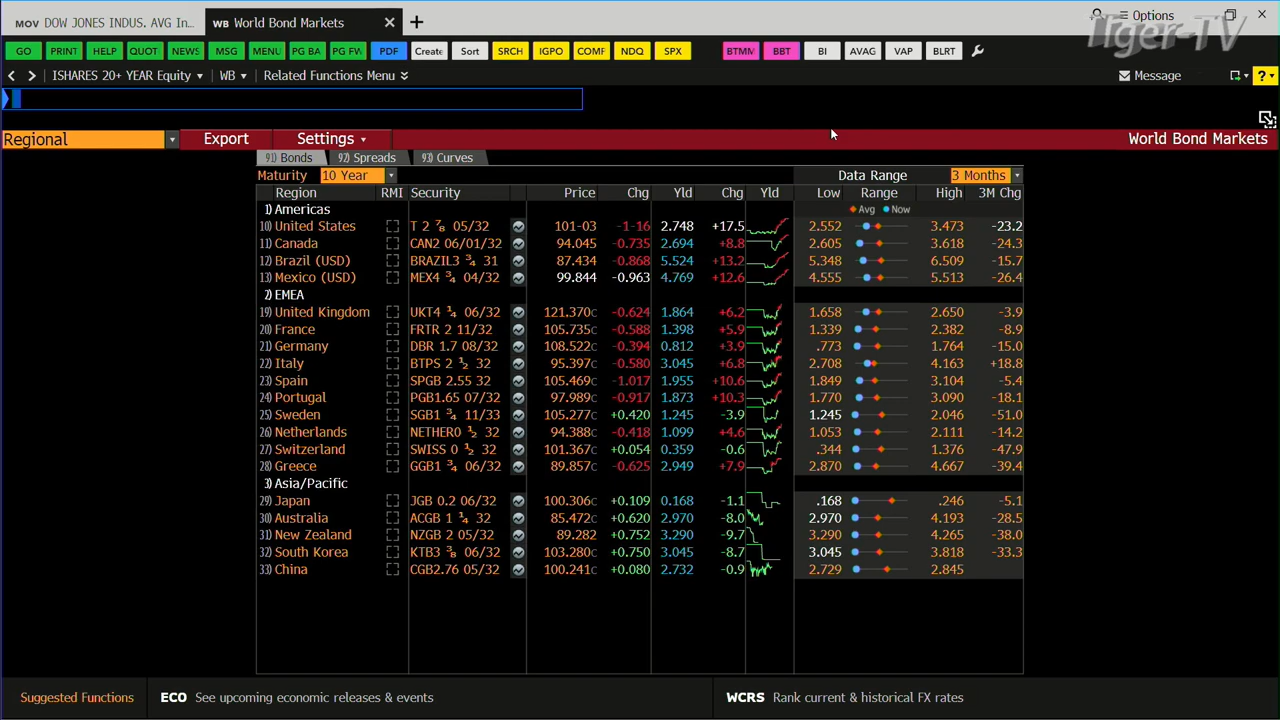 MOV DOW JONES INDUS. AVG In... WB World Bond Markets × + Options
Tiger-TV
GO PRINT HELP QUOT NEWS MSG MENU PG BA PG FV. PDF Create Sort SRCH IGPO COMF NDQ SPX BTMN BBT BI AVAG VAP BLRT
< > ISHARES 20+ YEAR Equity WB Related Functions Menu Message ?
Regional Export Settings World Bond Markets
91) Bonds 92) Spreads 93) Curves
Maturity 10 Year Data Range 3 Months
Region RMI Security Price Chg Yld Chg Yld Low Range High 3M Chg
1) Americas Avg Now
10) United States T 2 ⅞ 05/32 101-03 -1-16 2.748 +17.5 2.552 3.473 -23.2
11) Canada CAN2 06/01/32 94.045 -0.735 2.694 +8.8 2.605 3.618 -24.3
12) Brazil (USD) BRAZIL3 ¾ 31 87.434 -0.868 5.524 +13.2 5.348 6.509 -15.7
13) Mexico (USD) MEX4 ¾ 04/32 99.844 -0.963 4.769 +12.6 4.555 5.513 -26.4
2) EMEA
19) United Kingdom UKT4 ¼ 06/32 121.370c -0.624 1.864 +6.2 1.658 2.650 -3.9
20) France FRTR 2 11/32 105.735c -0.588 1.398 +5.9 1.339 2.382 -8.9
21) Germany DBR 1.7 08/32 108.522c -0.394 0.812 +3.9 .773 1.764 -15.0
22) Italy BTPS 2 ½ 32 95.397c -0.580 3.045 +6.8 2.708 4.163 +18.8
23) Spain SPGB 2.55 32 105.469c -1.017 1.955 +10.6 1.849 3.104 -5.4
24) Portugal PGB1.65 07/32 97.989c -0.917 1.873 +10.3 1.770 3.090 -18.1
25) Sweden SGB1 ¾ 11/33 105.277c +0.420 1.245 -3.9 1.245 2.046 -51.0
26) Netherlands NETHER0 ½ 32 94.388c -0.418 1.099 +4.6 1.053 2.111 -14.2
27) Switzerland SWISS 0 ½ 32 101.367c +0.054 0.359 -0.6 .344 1.376 -47.9
28) Greece GGB1 ¾ 06/32 89.857c -0.625 2.949 +7.9 2.870 4.667 -39.4
3) Asia/Pacific
29) Japan JGB 0.2 06/32 100.306c +0.109 0.168 -1.1 .168 .246 -5.1
30) Australia ACGB 1 ¼ 32 85.472c +0.620 2.970 -8.0 2.970 4.193 -28.5
31) New Zealand NZGB 2 05/32 89.282 +0.752 3.290 -9.7 3.290 4.265 -38.0
32) South Korea KTB3 ⅜ 06/32 103.280c +0.750 3.045 -8.7 3.045 3.818 -33.3
33) China CGB2.76 05/32 100.241c +0.080 2.732 -0.9 2.729 2.845
Suggested Functions ECO See upcoming economic releases & events WCRS Rank current & historical FX rates